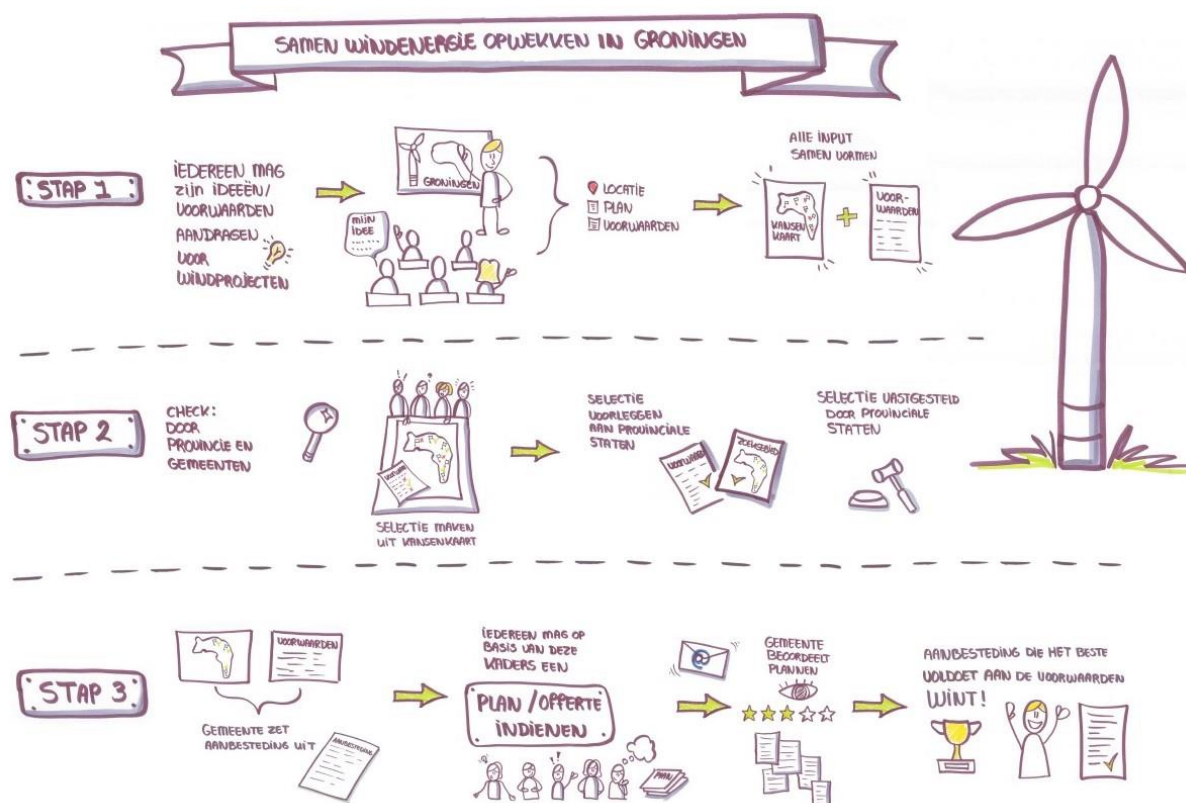 SAMEN WINDENERGIE OPWEKKEN IN GRONINGEN
STAP 1
IEDEREEN MAG
zijn IDEEËN/
VOORWAARDEN
AANDRAGEN
VOOR
WINDPROJECTEN
GRONINGEN
mijn
IDEE
LOCATIE
PLAN
VOORWAARDEN
ALLE INPUT
SAMEN VORMEN
KANSEN
KAART
+
VOOR-
WAARDEN
STAP 2
CHECK:
DOOR
PROVINCIE EN
GEMEENTEN
VOORWAARD
SELECTIE MAKEN
UIT KANSENKAART
SELECTIE
VOORLEGGEN
AAN PROVINCIALE
STATEN
VOORWAARD
ZOEKGEBIED
SELECTIE VASTGESTELD
DOOR PROVINCIALE
STATEN
STAP 3
VOORWAARDEN
GEMEENTE ZET
AANBESTEDING UIT
AANBESTEDING
IEDEREEN MAG OP
BASIS VAN DEZE
KADERS EEN
PLAN / OFFERTE
INDIENEN
PLAN
@
GEMEENTE
BEOORDEELT
PLANNEN
AANBESTEDING DIE HET BESTE
VOLDOET AAN DE VOORWAARDEN
WINT!